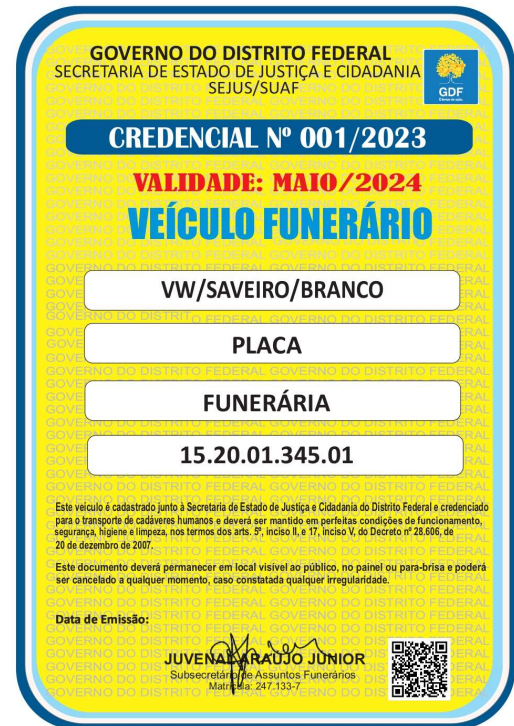 GOVERNO DO DISTRITO FEDERAL
SECRETARIA DE ESTADO DE JUSTIÇA E CIDADANIA
SEJUS/SUAF
GDF
CREDENCIAL Nº 001/2023
VALIDADE: MAIO/2024
VEÍCULO FUNERÁRIO
VW/SAVEIRO/BRANCO
PLACA
FUNERÁRIA
15.20.01.345.01
Este veículo é cadastrado junto à Secretaria de Estado de Justiça e Cidadania do Distrito Federal e credenciado
para o transporte de cadáveres humanos e deverá ser mantido em perfeitas condições de funcionamento,
segurança, higiene e limpeza, nos termos dos arts. 5º, inciso II, e 17, inciso V, do Decreto nº 28.606, de
20 de dezembro de 2007.
Este documento deverá permanecer em local visível ao público, no painel ou para-brisa e poderá
ser cancelado a qualquer momento, caso constatada qualquer irregularidade.
Data de Emissão:
JUVENAL ARAÚJO JÚNIOR
Subsecretário de Assuntos Funerários
Matrícula: 247.133-7